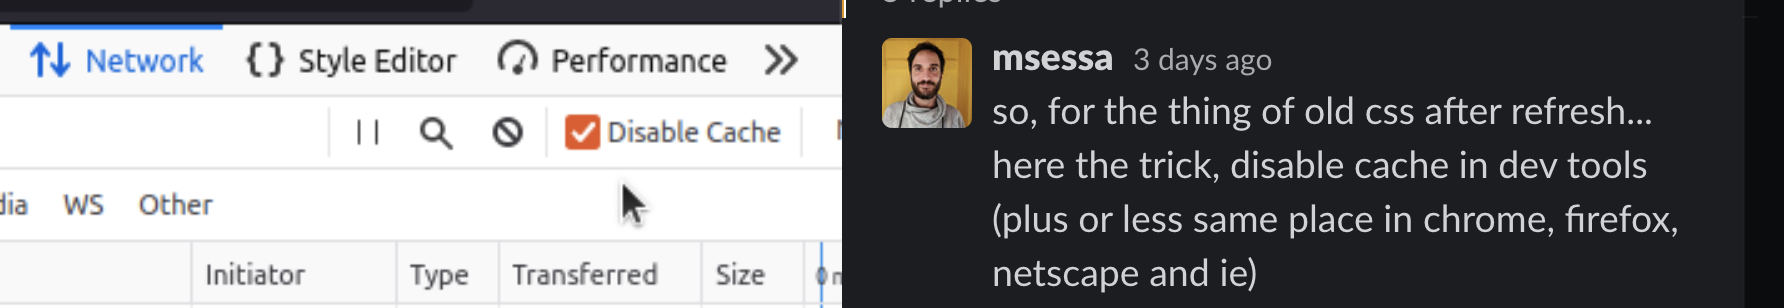 Network
Style Editor
Performance
Disable Cache
WS
Other
Initiator
Type
Transferred
Size
replies
msessa 3 days ago
so, for the thing of old css after refresh...
here the trick, disable cache in dev tools
(plus or less same place in chrome, firefox,
netscape and ie)